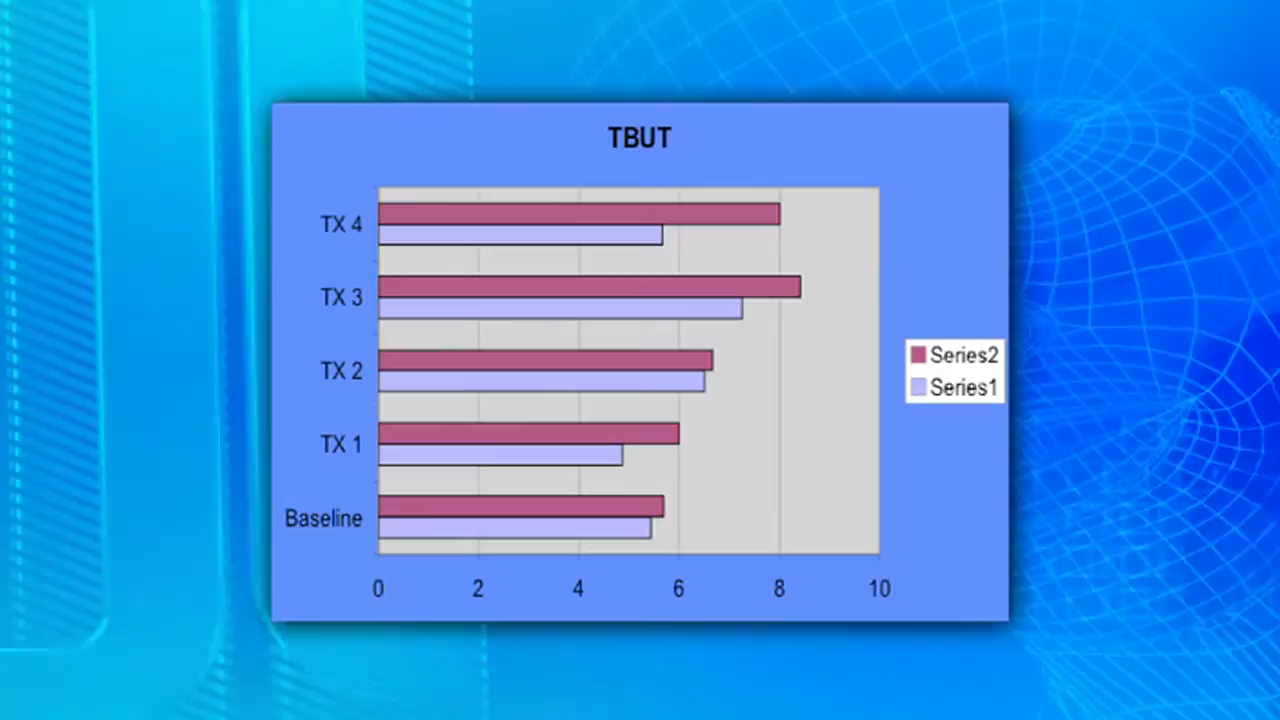 TBUT
TX 4
TX 3
TX 2
TX 1
Baseline
0 2 4 6 8 10
Series2
Series1